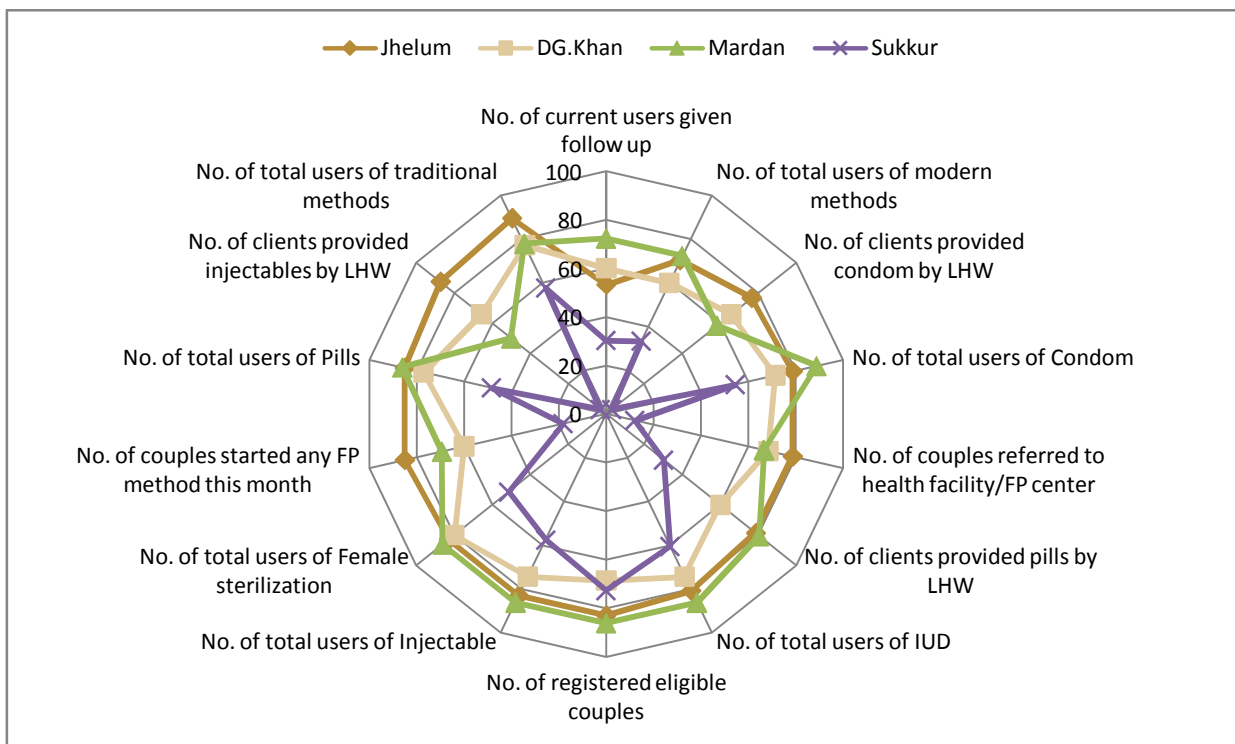 Jhelum DG.Khan Mardan Sukkur
No. of current users given
follow up
No. of total users of modern
methods
No. of clients provided
condom by LHW
No. of total users of Condom
No. of couples referred to
health facility/FP center
No. of clients provided pills by
LHW
No. of total users of IUD
No. of registered eligible
couples
No. of total users of Injectable
No. of total users of Female
sterilization
No. of couples started any FP
method this month
No. of total users of Pills
No. of clients provided
injectables by LHW
No. of total users of traditional
methods
100
80
60
40
20
0